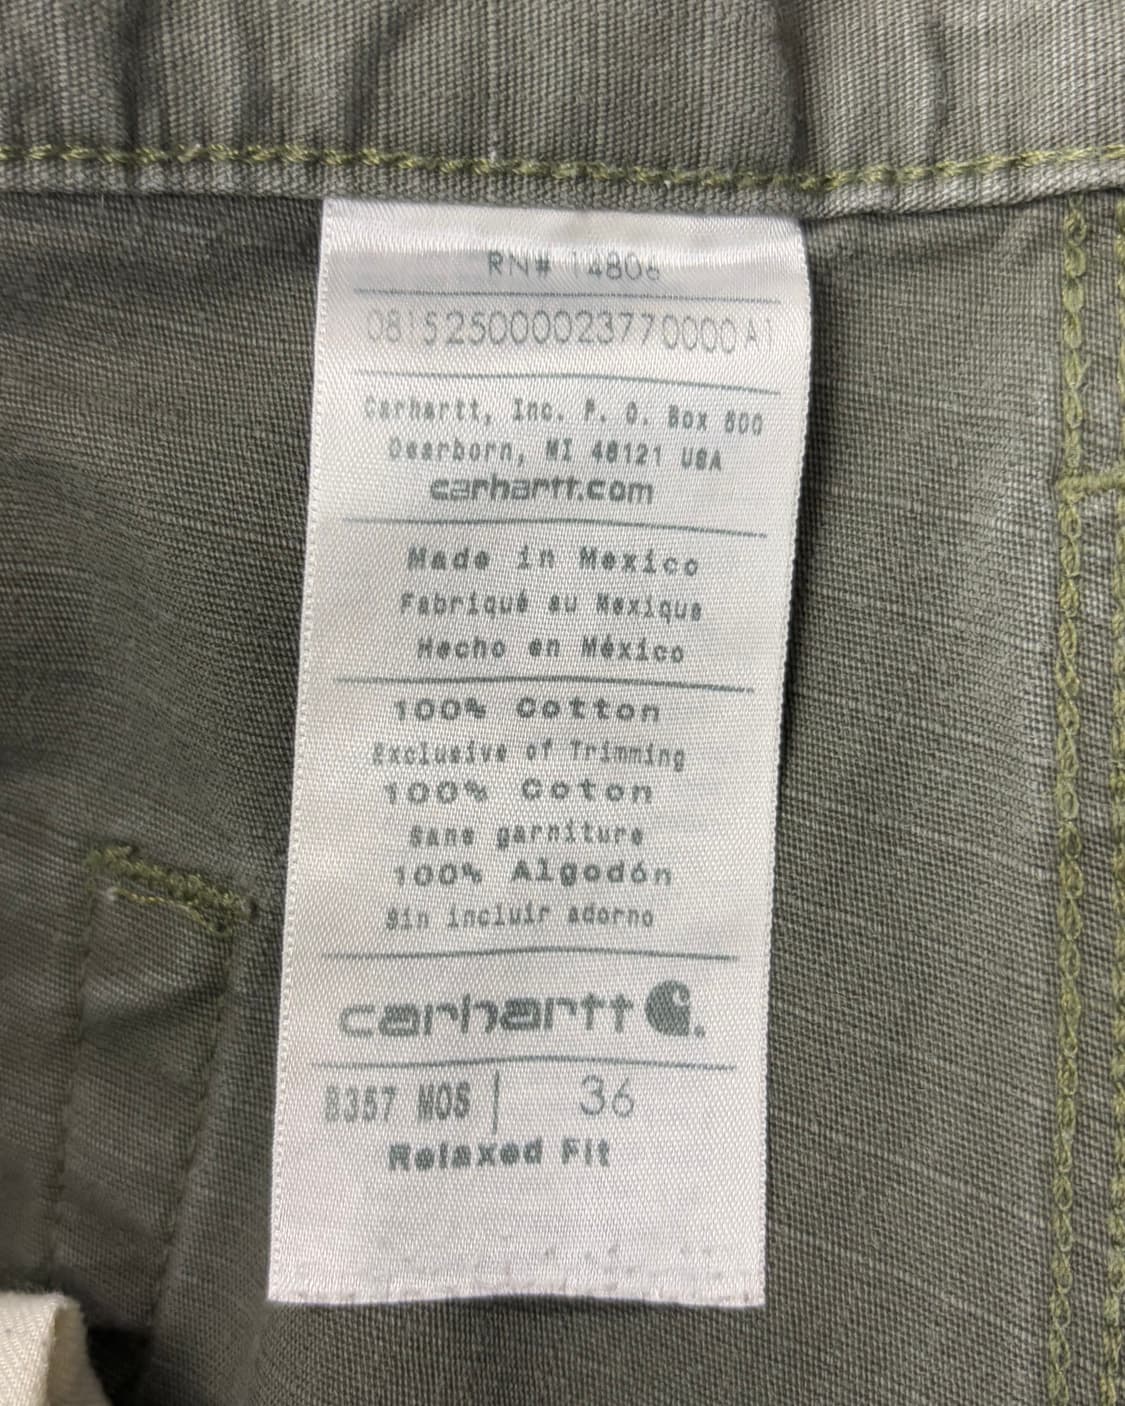 RN# 14806
081525000023770000A1
Carhartt, Inc. P. O. Box 600
Dearborn, MI 48121 USA
carhartt.com
Made in Mexico
Fabriqué au Mexique
Hecho en México
100% Cotton
Exclusive of Trimming
100% Coton
Sans garniture
100% Algodón
Sin incluir adorno
carhartt
B357 MOS | 36
Relaxed Fit